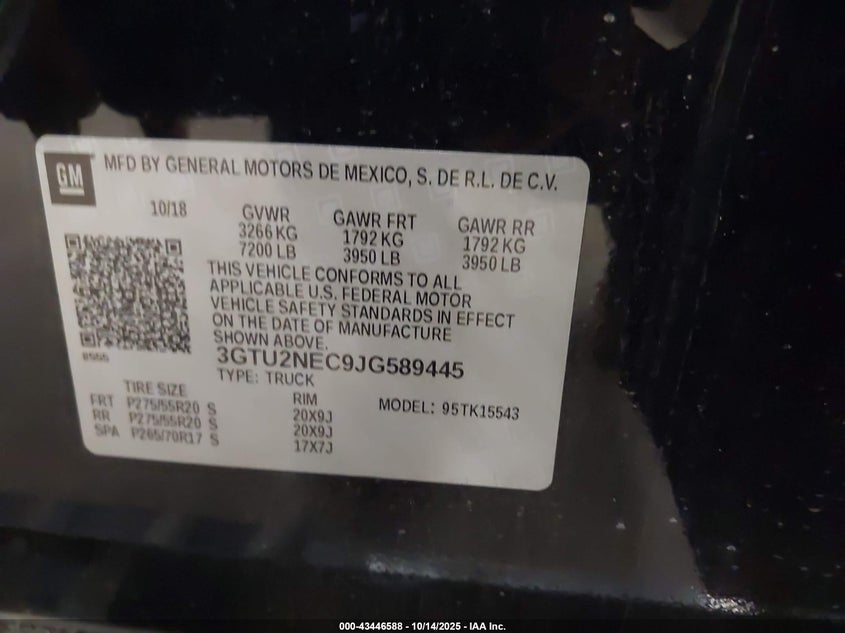 GM
MFD BY GENERAL MOTORS DE MEXICO, S. DE R.L. DE C.V.
10/18 GVWR GAWR FRT GAWR RR
3266 KG 1792 KG 1792 KG
7200 LB 3950 LB 3950 LB
THIS VEHICLE CONFORMS TO ALL
APPLICABLE U.S. FEDERAL MOTOR
VEHICLE SAFETY STANDARDS IN EFFECT
ON THE DATE OF MANUFACTURE
SHOWN ABOVE.
3GTU2NEC9JG589445
TYPE: TRUCK
TIRE SIZE RIM MODEL: 95TK15543
FRT P275/55R20 S 20X9J
RR P275/55R20 S 20X9J
SPA P265/70R17 S 17X7J
000-43446588 - 10/14/2025 - IAA Inc.